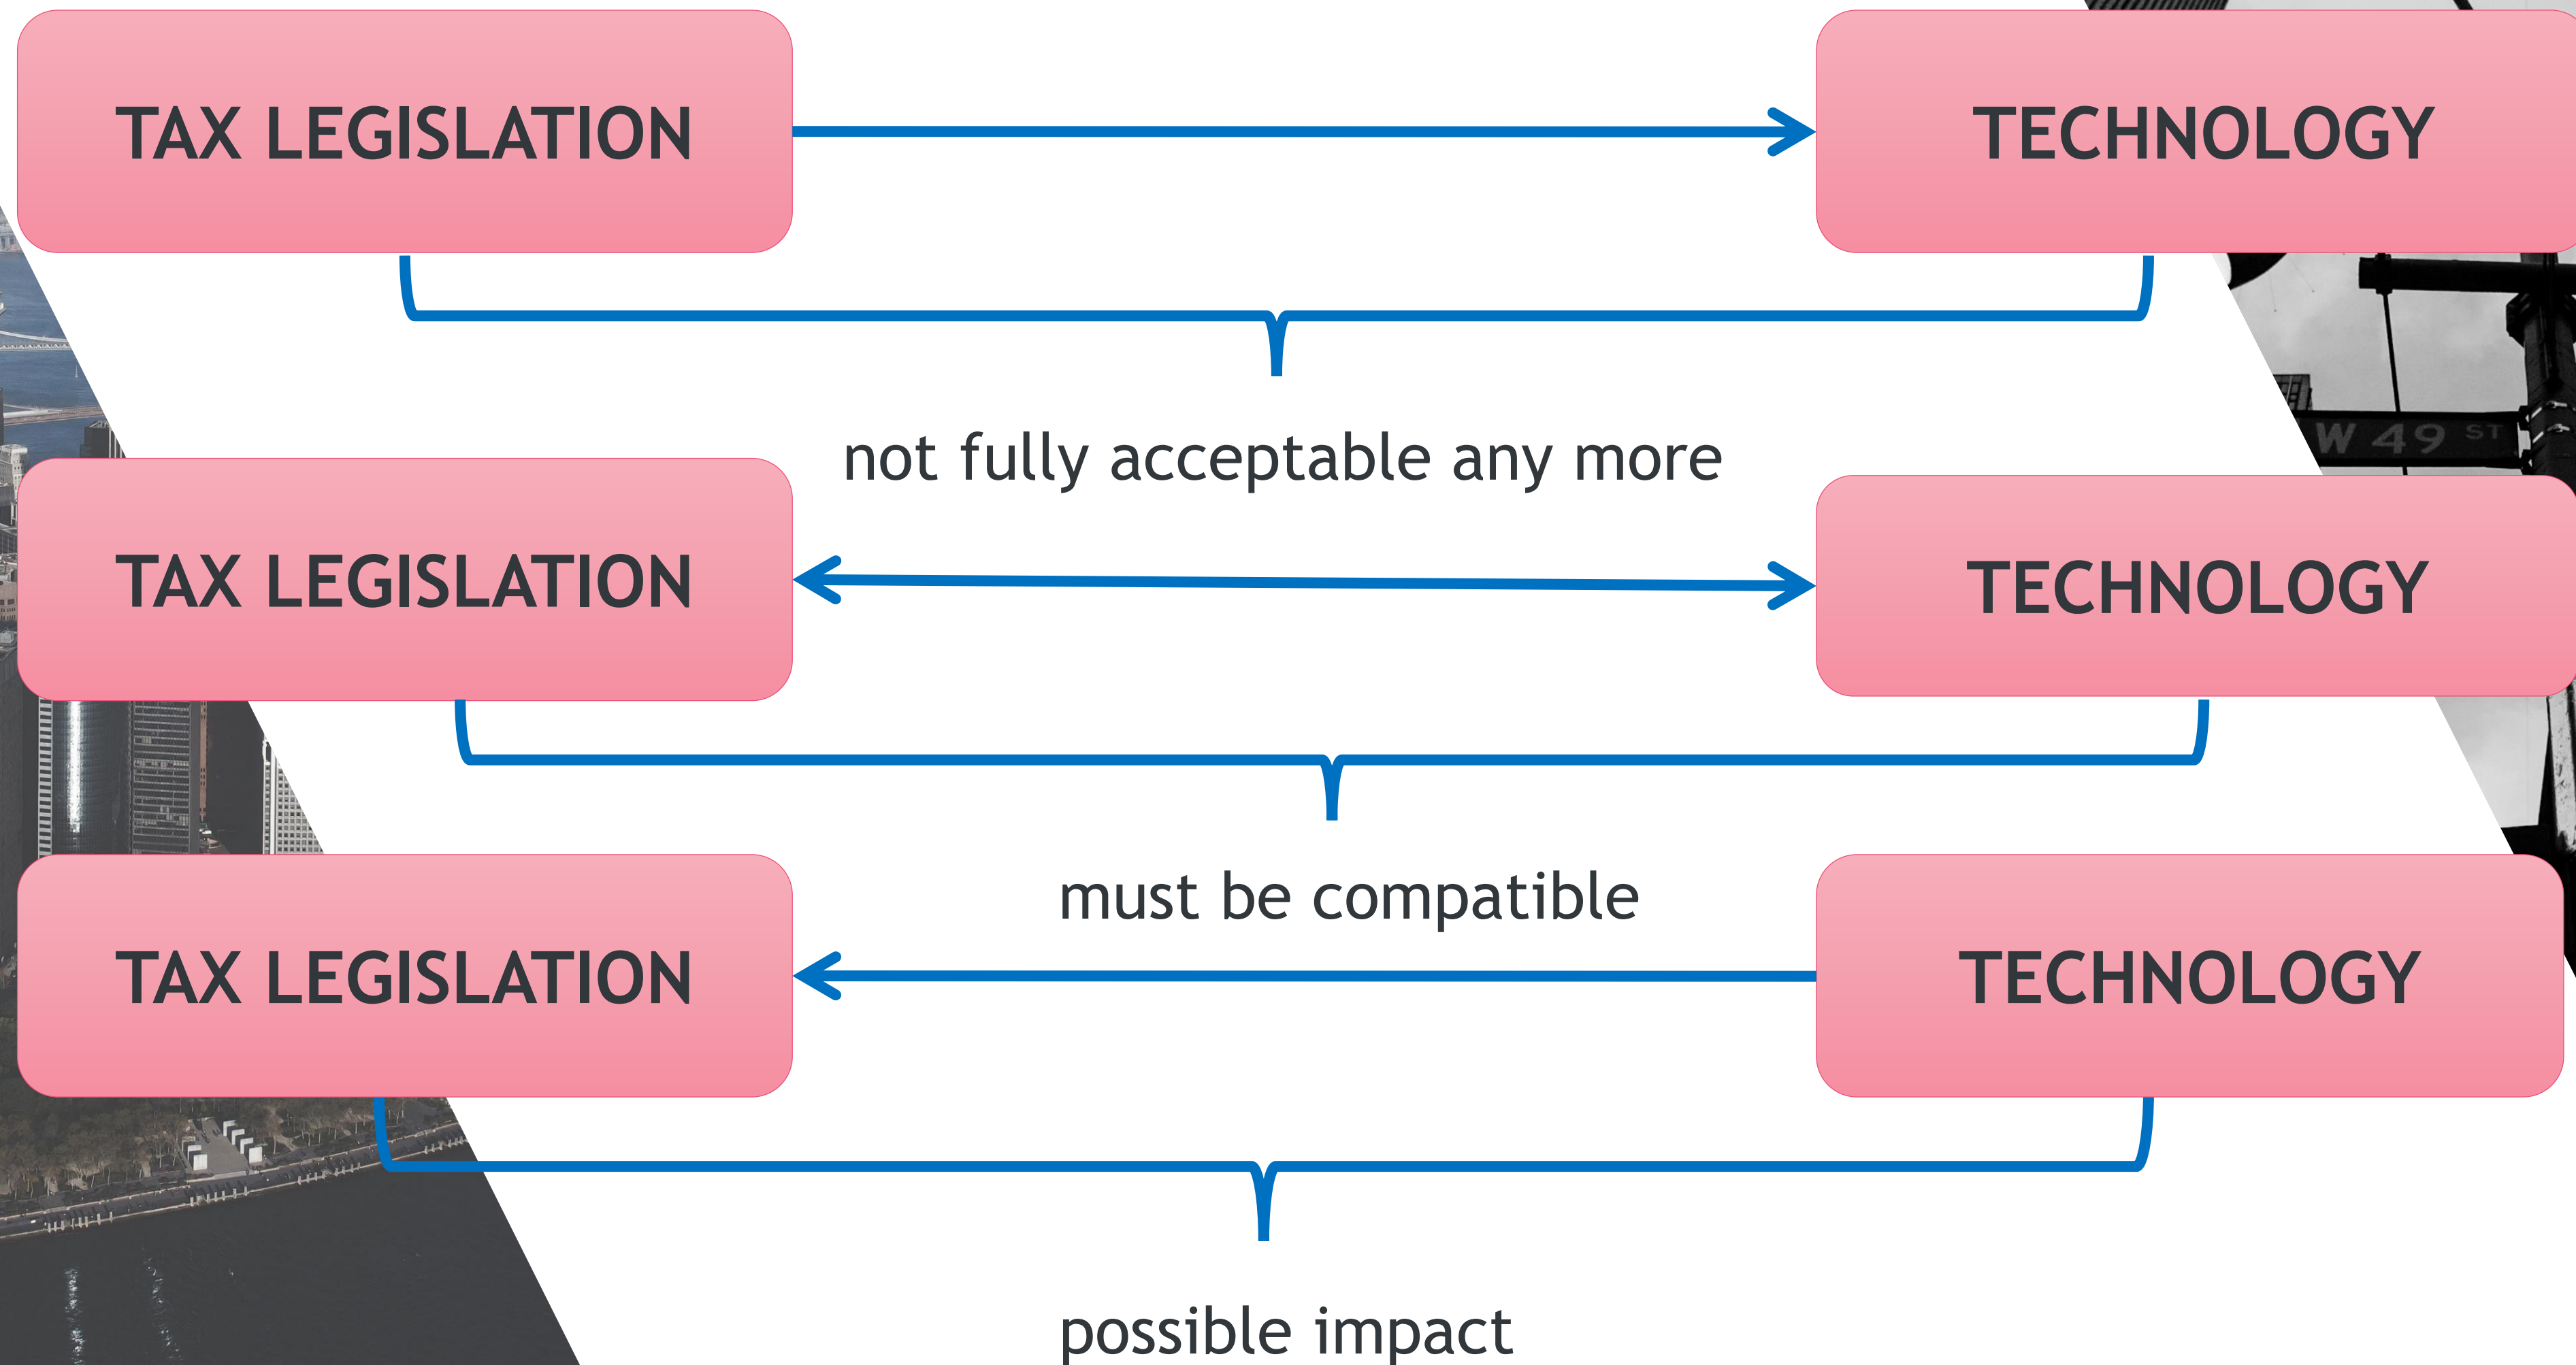 TAX LEGISLATION
TECHNOLOGY
not fully acceptable any more
W 49 ST
TAX LEGISLATION
TECHNOLOGY
must be compatible
TAX LEGISLATION
TECHNOLOGY
possible impact